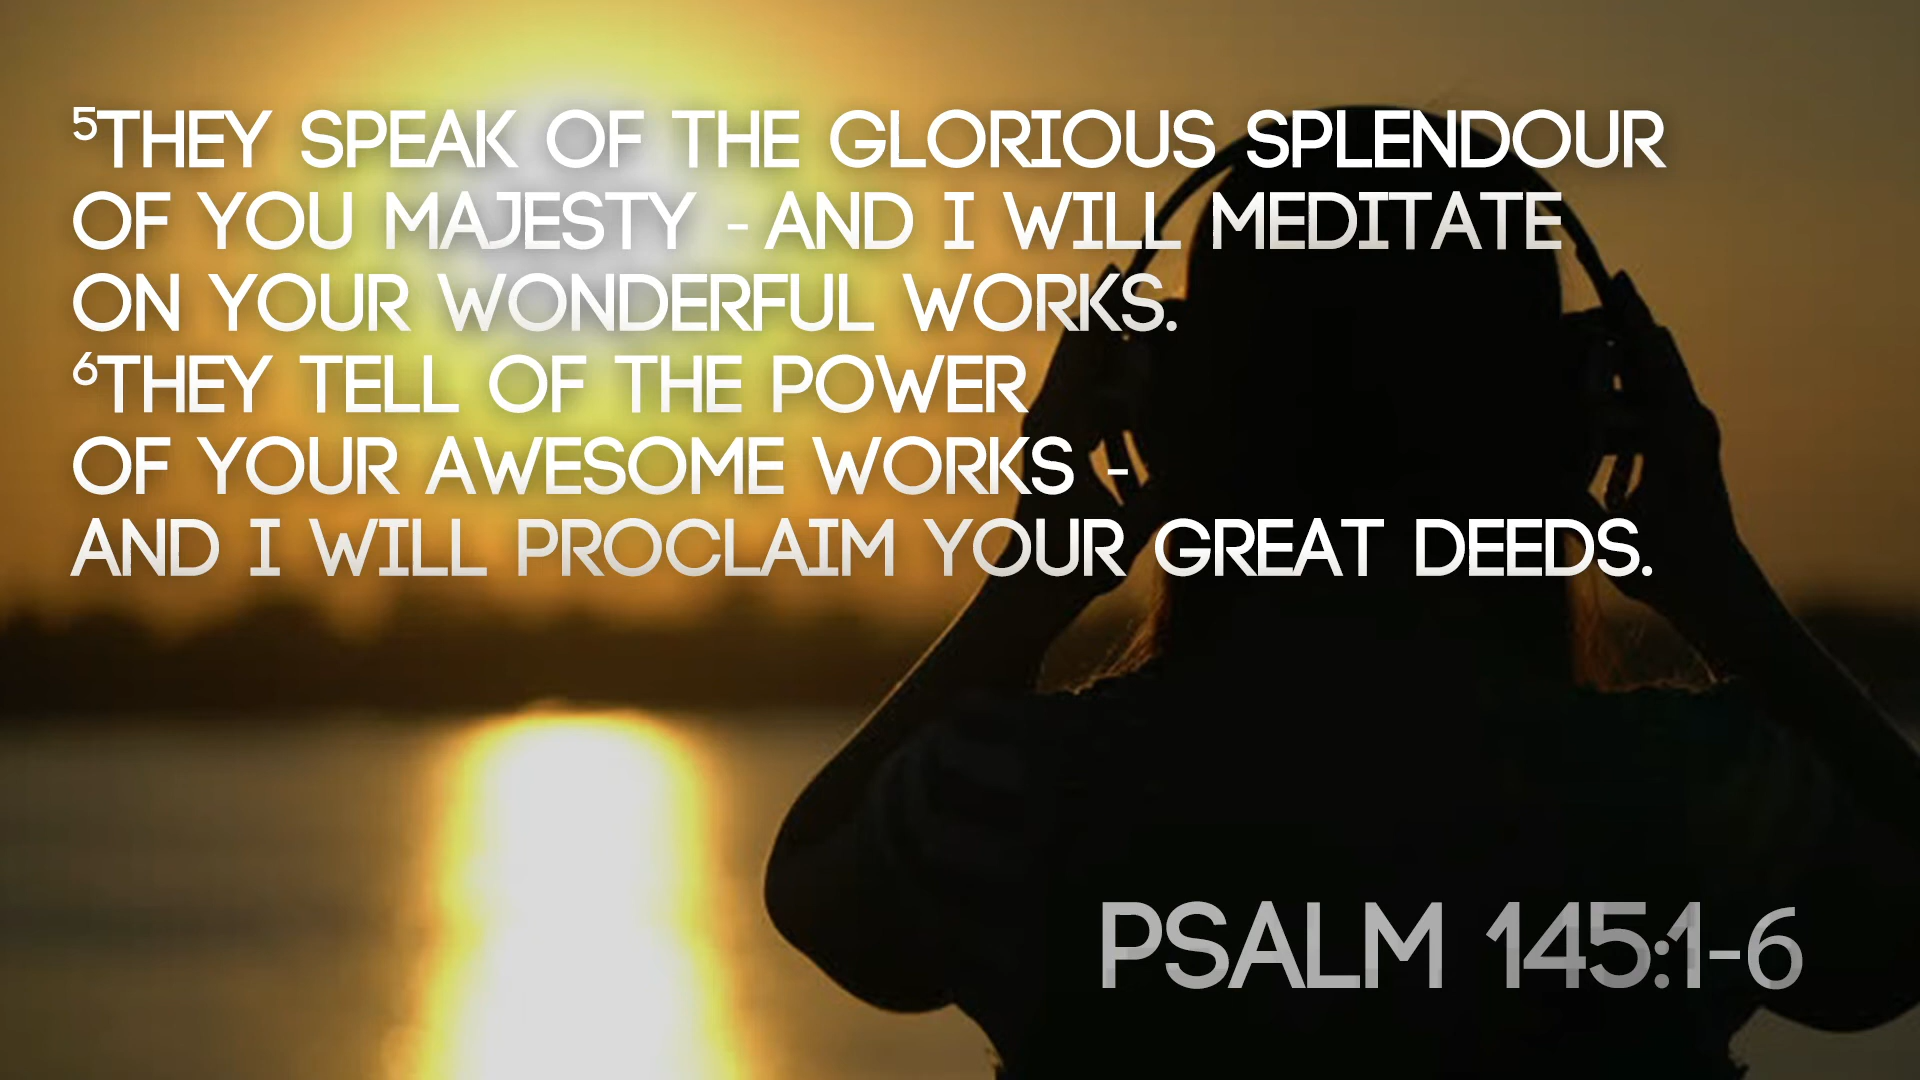 ⁵THEY SPEAK OF THE GLORIOUS SPLENDOUR
OF YOU MAJESTY - AND I WILL MEDITATE
ON YOUR WONDERFUL WORKS.
⁶THEY TELL OF THE POWER
OF YOUR AWESOME WORKS -
AND I WILL PROCLAIM YOUR GREAT DEEDS.
PSALM 145:1-6